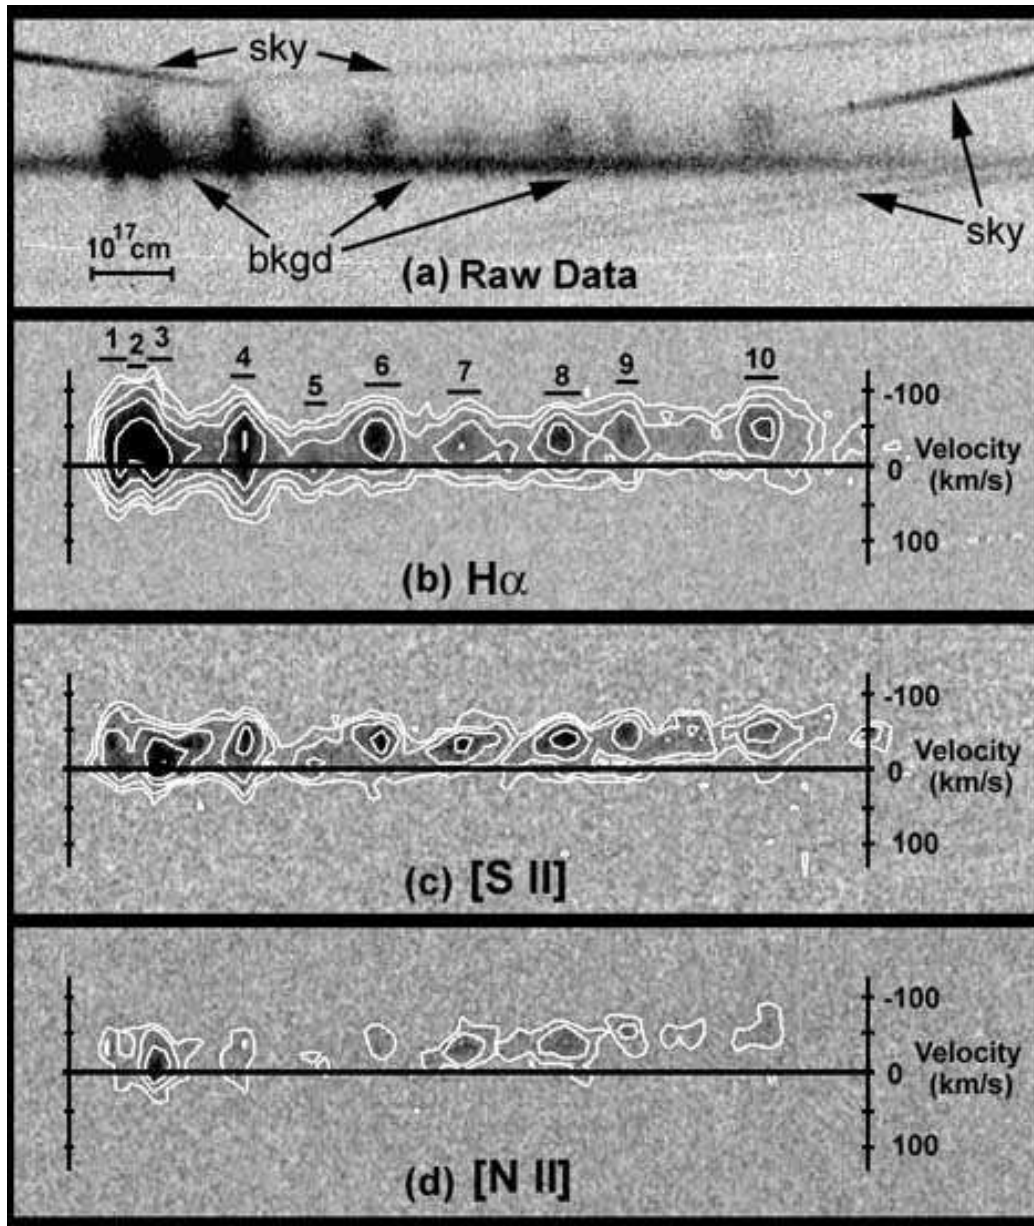 sky
sky
10¹⁷cm
bkgd
(a) Raw Data
1 2 3 4 5 6 7 8 9 10
-100
Velocity
0
(km/s)
100
(b) Hα
-100
Velocity
0
(km/s)
100
(c) [S II]
-100
Velocity
0
(km/s)
100
(d) [N II]